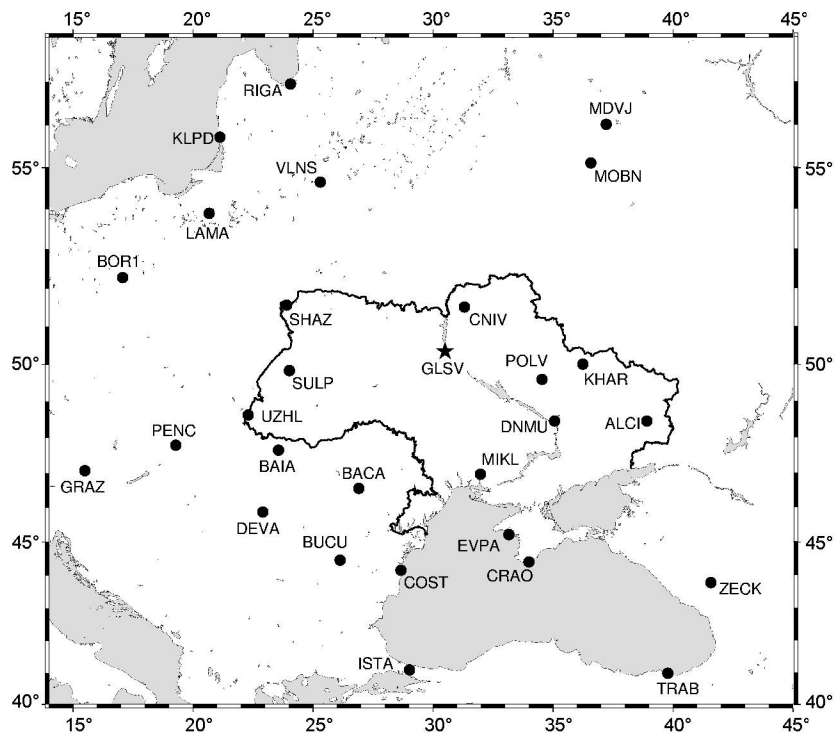 15° 20° 25° 30° 35° 40° 45°
RIGA
MDVJ
KLPD
55° VLNS MOBN 55°
LAMA
BOR1
SHAZ CNIV
50° GLSV POLV KHAR 50°
SULP
UZHL DNMU ALCI
PENC
BAIA MIKL
GRAZ BACA
DEVA
BUCU
45° EVPA 45°
COST CRAO ZECK
ISTA
TRAB
40° 40°
15° 20° 25° 30° 35° 40° 45°